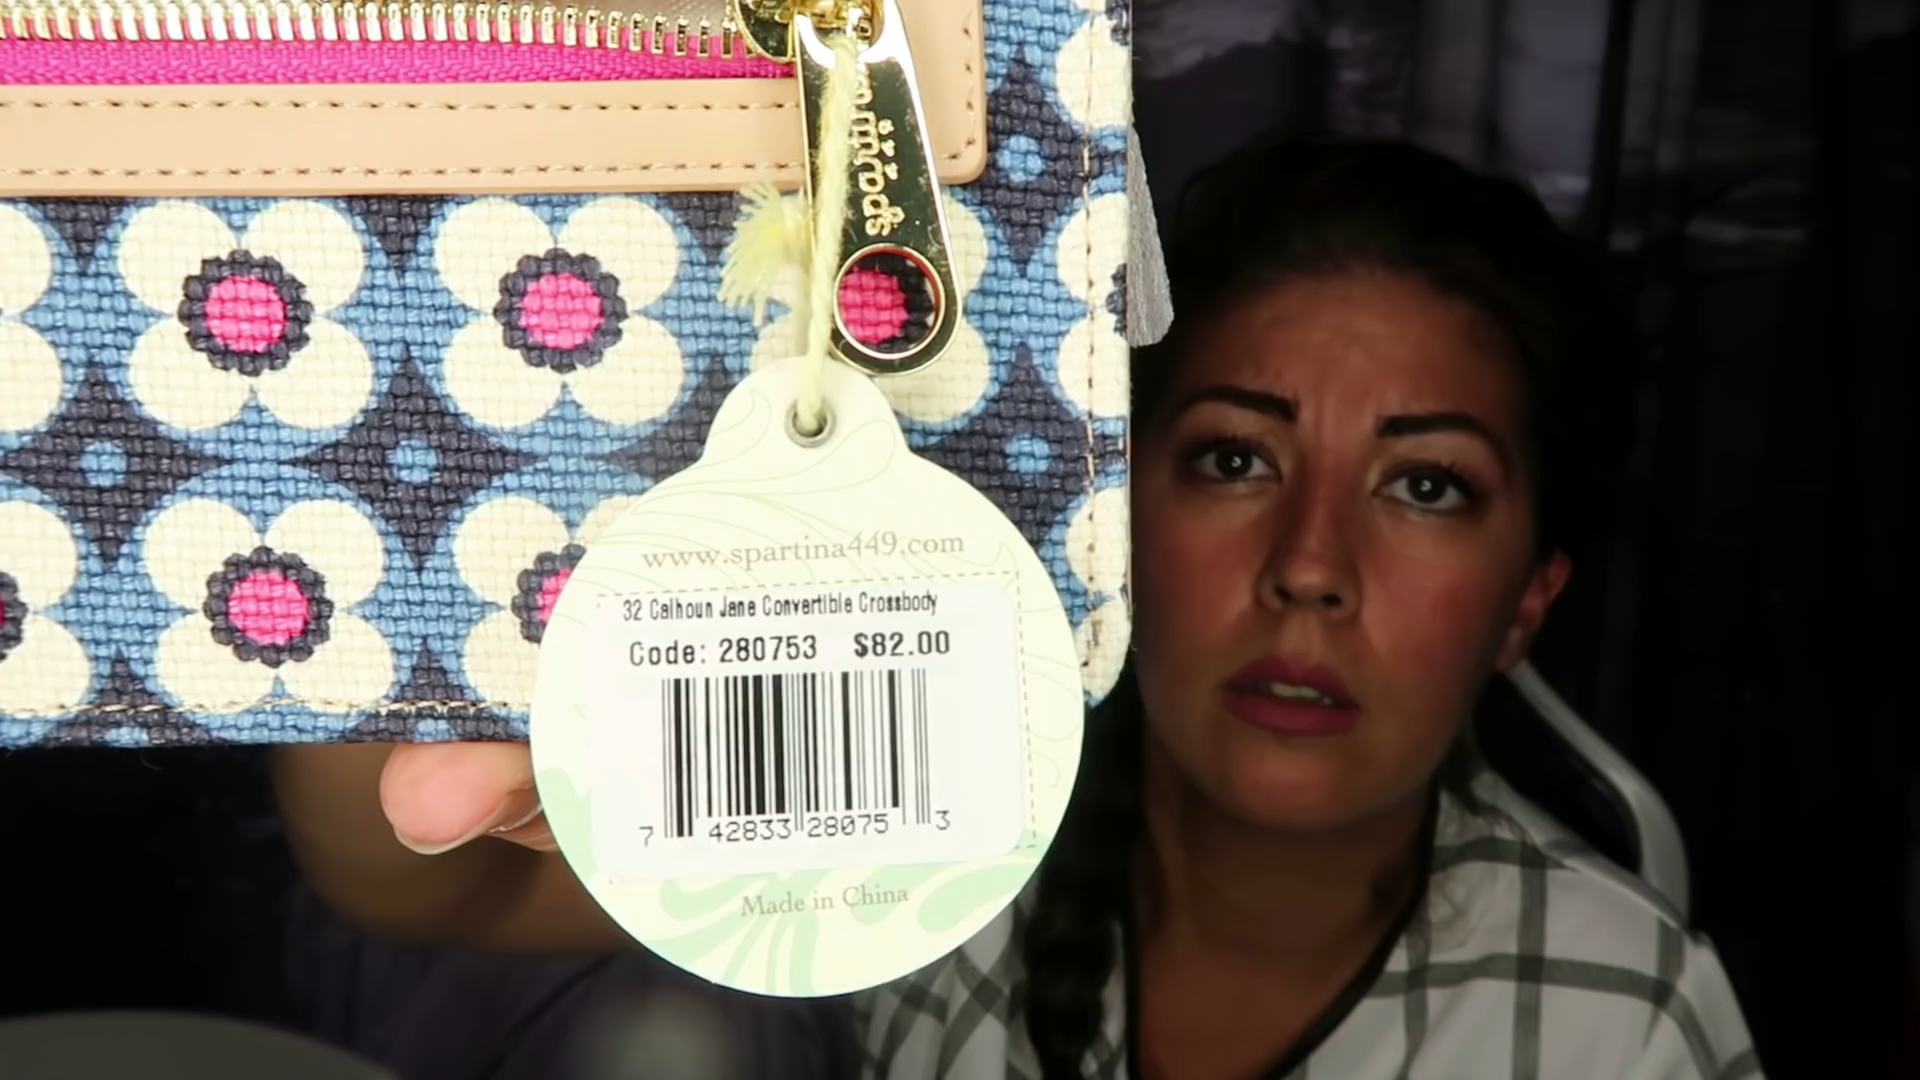 www.spartina449.com
32 Calhoun Jane Convertible Crossbody
Code: 280753 $82.00
7 42833 28075 3
Made in China